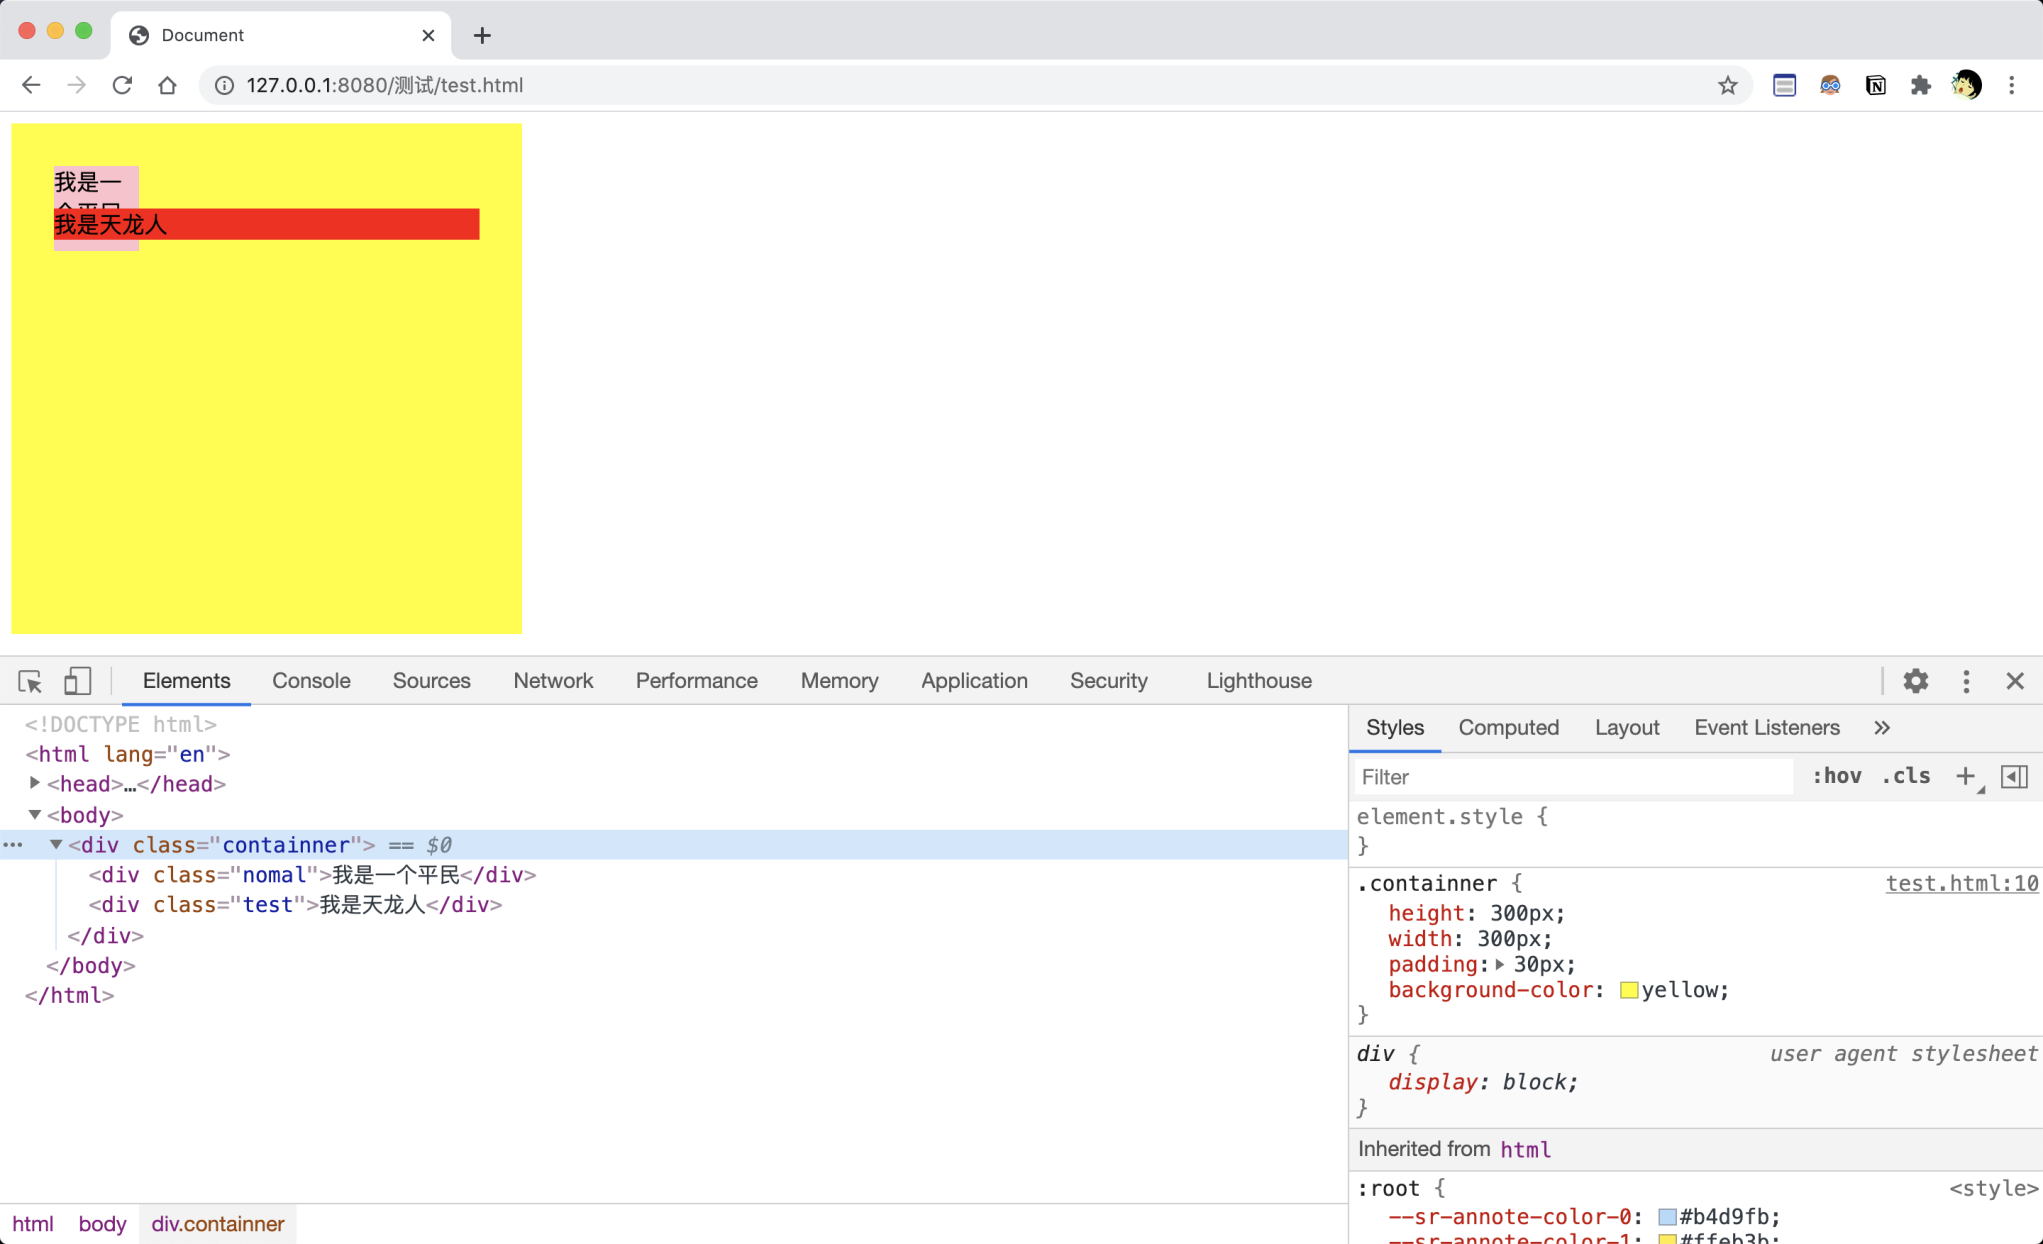 Document
127.0.0.1:8080/测试/test.html
我是一
个平民
我是天龙人
Elements Console Sources Network Performance Memory Application Security Lighthouse
<!DOCTYPE html>
<html lang="en">
<head>…</head>
<body>
<div class="containner"> == $0
<div class="nomal">我是一个平民</div>
<div class="test">我是天龙人</div>
</div>
</body>
</html>
html body div.containner
Styles Computed Layout Event Listeners »
Filter :hov .cls +
element.style {
}
.containner { test.html:10
height: 300px;
width: 300px;
padding: 30px;
background-color: yellow;
}
div { user agent stylesheet
display: block;
}
Inherited from html
:root { <style>
--sr-annote-color-0: #b4d9fb;
--sr-annote-color-1: #ffeb3b;